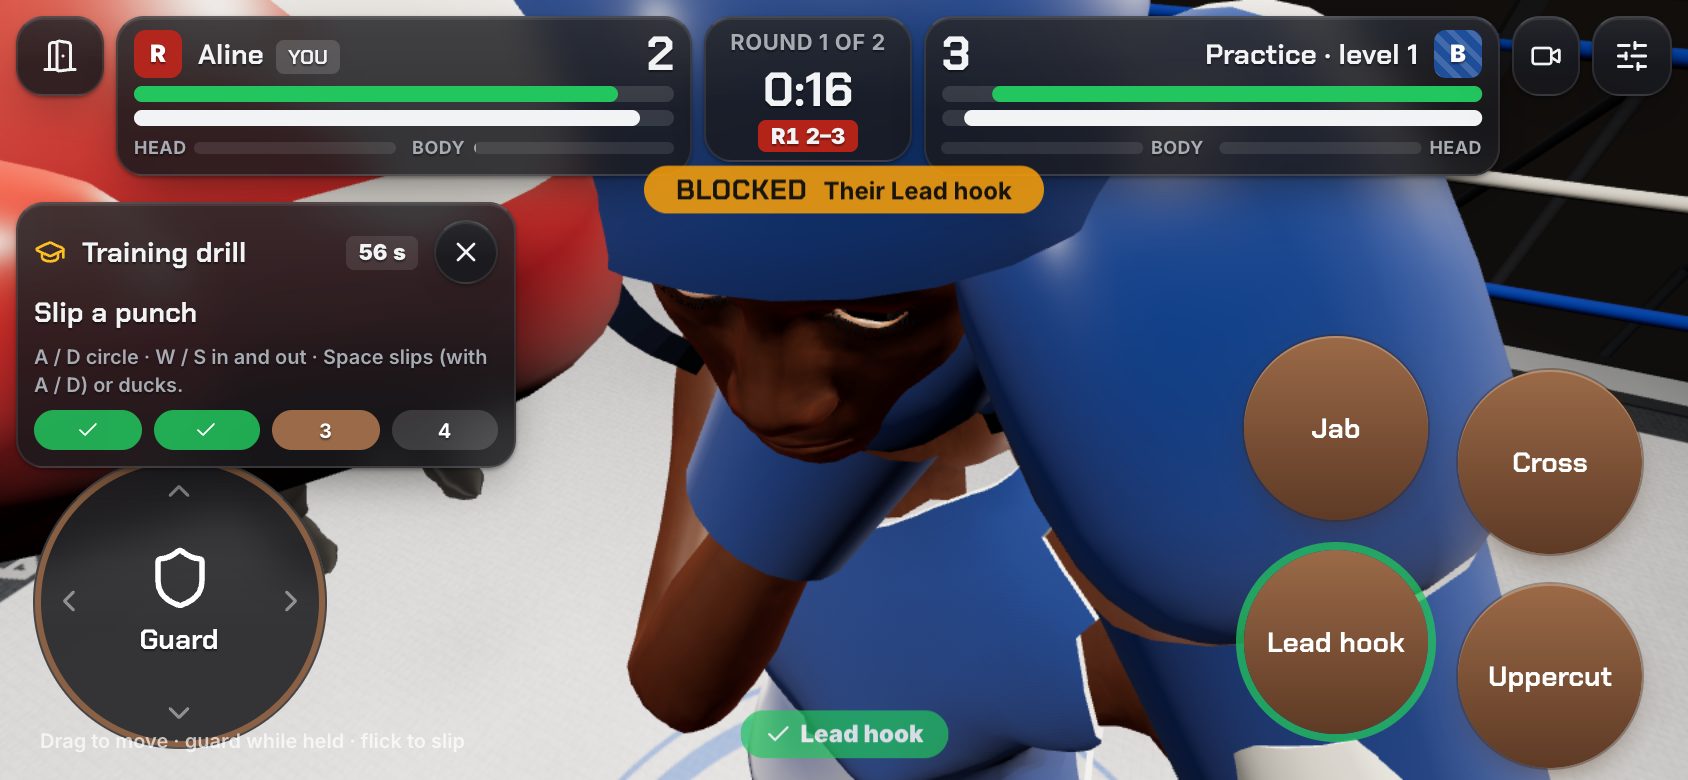 R Aline YOU 2
ROUND 1 OF 2
0:16
R1 2–3
3 Practice · level 1 B
HEAD BODY
BODY HEAD
BLOCKED Their Lead hook
Training drill 56 s
Slip a punch
A / D circle · W / S in and out · Space slips (with
A / D) or ducks.
3 4
Guard
Drag to move · guard while held · flick to slip
Jab
Cross
Lead hook
Uppercut
Lead hook